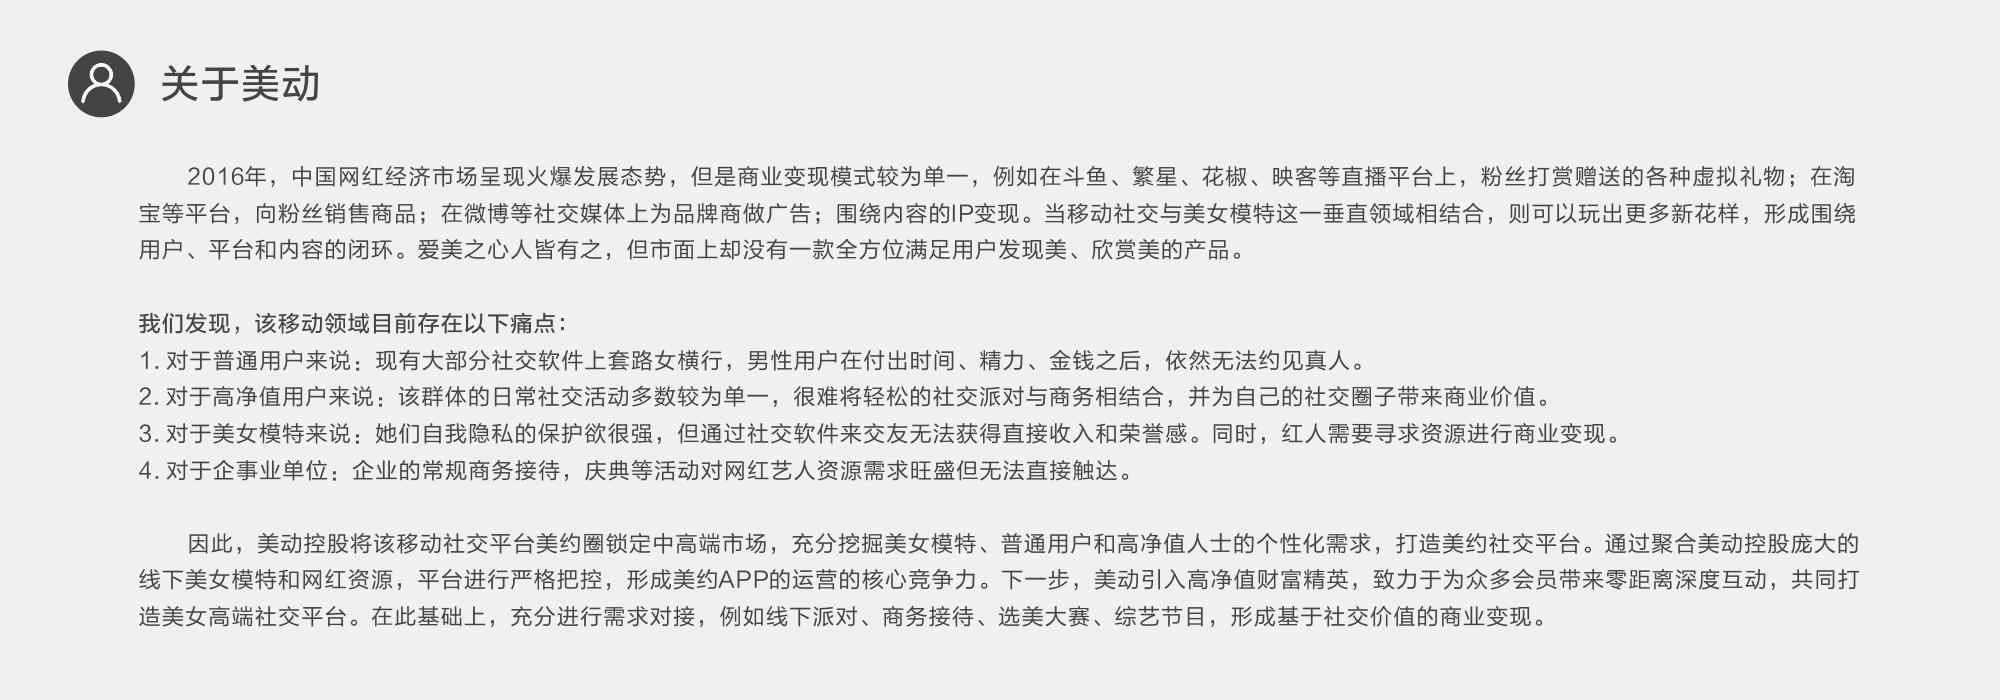 关于美动
2016年，中国网红经济市场呈现火爆发展态势，但是商业变现模式较为单一，例如在斗鱼、繁星、花椒、映客等直播平台上，粉丝打赏赠送的各种虚拟礼物；在淘
宝等平台，向粉丝销售商品；在微博等社交媒体上为品牌商做广告；围绕内容的IP变现。当移动社交与美女模特这一垂直领域相结合，则可以玩出更多新花样，形成围绕
用户、平台和内容的闭环。爱美之心人皆有之，但市面上却没有一款全方位满足用户发现美、欣赏美的产品。
我们发现，该移动领域目前存在以下痛点：
1. 对于普通用户来说：现有大部分社交软件上套路女横行，男性用户在付出时间、精力、金钱之后，依然无法约见真人。
2. 对于高净值用户来说：该群体的日常社交活动多数较为单一，很难将轻松的社交派对与商务相结合，并为自己的社交圈子带来商业价值。
3. 对于美女模特来说：她们自我隐私的保护欲很强，但通过社交软件来交友无法获得直接收入和荣誉感。同时，红人需要寻求资源进行商业变现。
4. 对于企事业单位：企业的常规商务接待，庆典等活动对网红艺人资源需求旺盛但无法直接触达。
因此，美动控股将该移动社交平台美约圈锁定中高端市场，充分挖掘美女模特、普通用户和高净值人士的个性化需求，打造美约社交平台。通过聚合美动控股庞大的
线下美女模特和网红资源，平台进行严格把控，形成美约APP的运营的核心竞争力。下一步，美动引入高净值财富精英，致力于为众多会员带来零距离深度互动，共同打
造美女高端社交平台。在此基础上，充分进行需求对接，例如线下派对、商务接待、选美大赛、综艺节目，形成基于社交价值的商业变现。